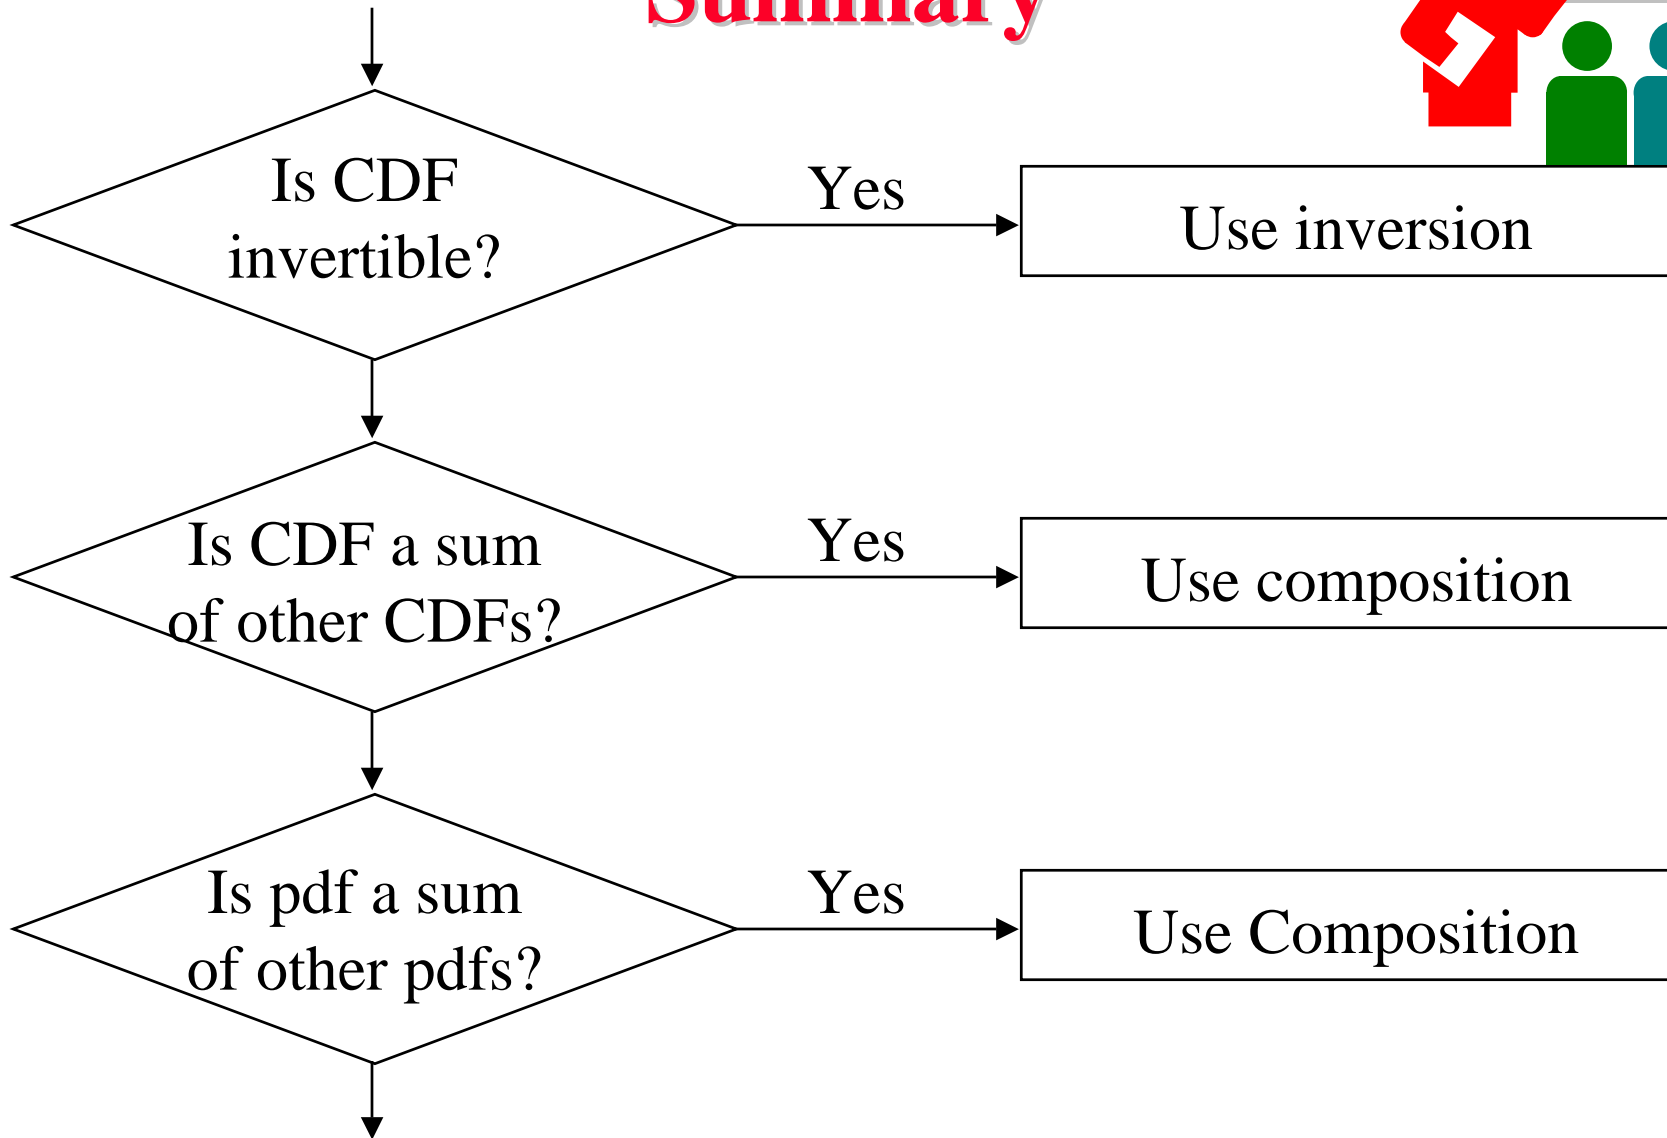 Summary
Is CDF
invertible?
Yes
Use inversion
Is CDF a sum
of other CDFs?
Yes
Use composition
Is pdf a sum
of other pdfs?
Yes
Use Composition